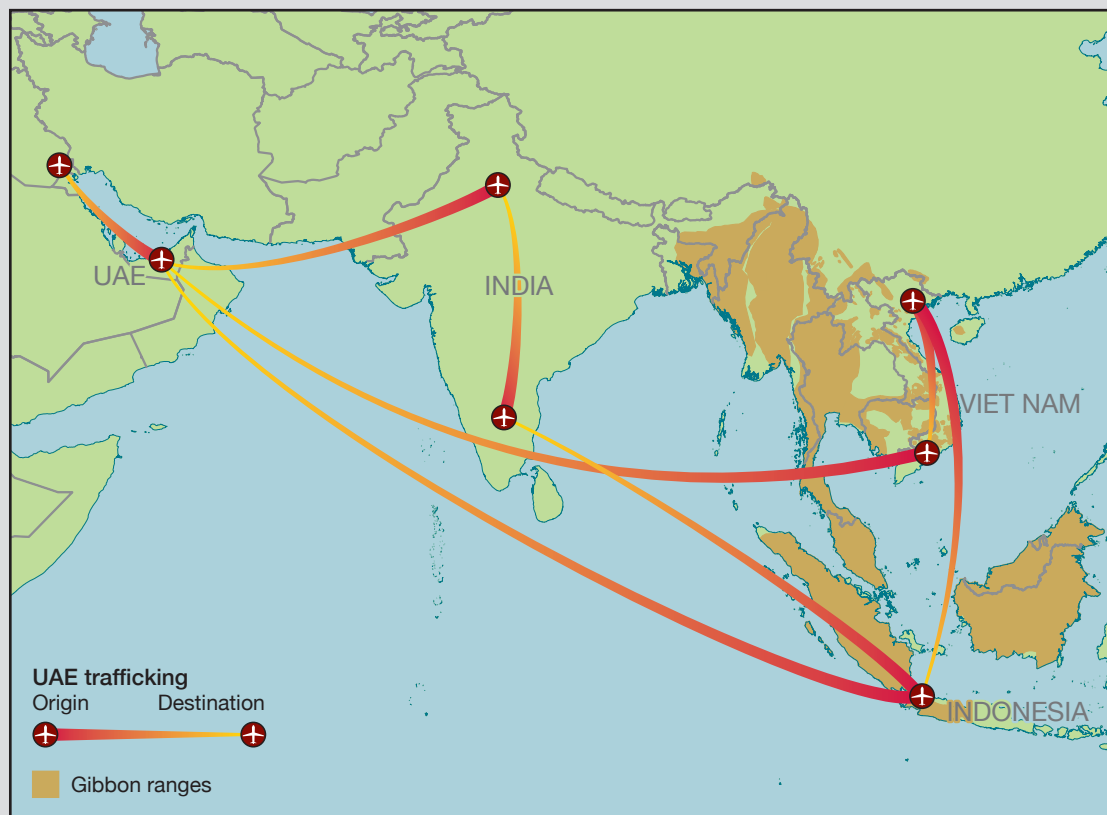 UAE
INDIA
VIET NAM
INDONESIA
UAE trafficking
Origin Destination
Gibbon ranges